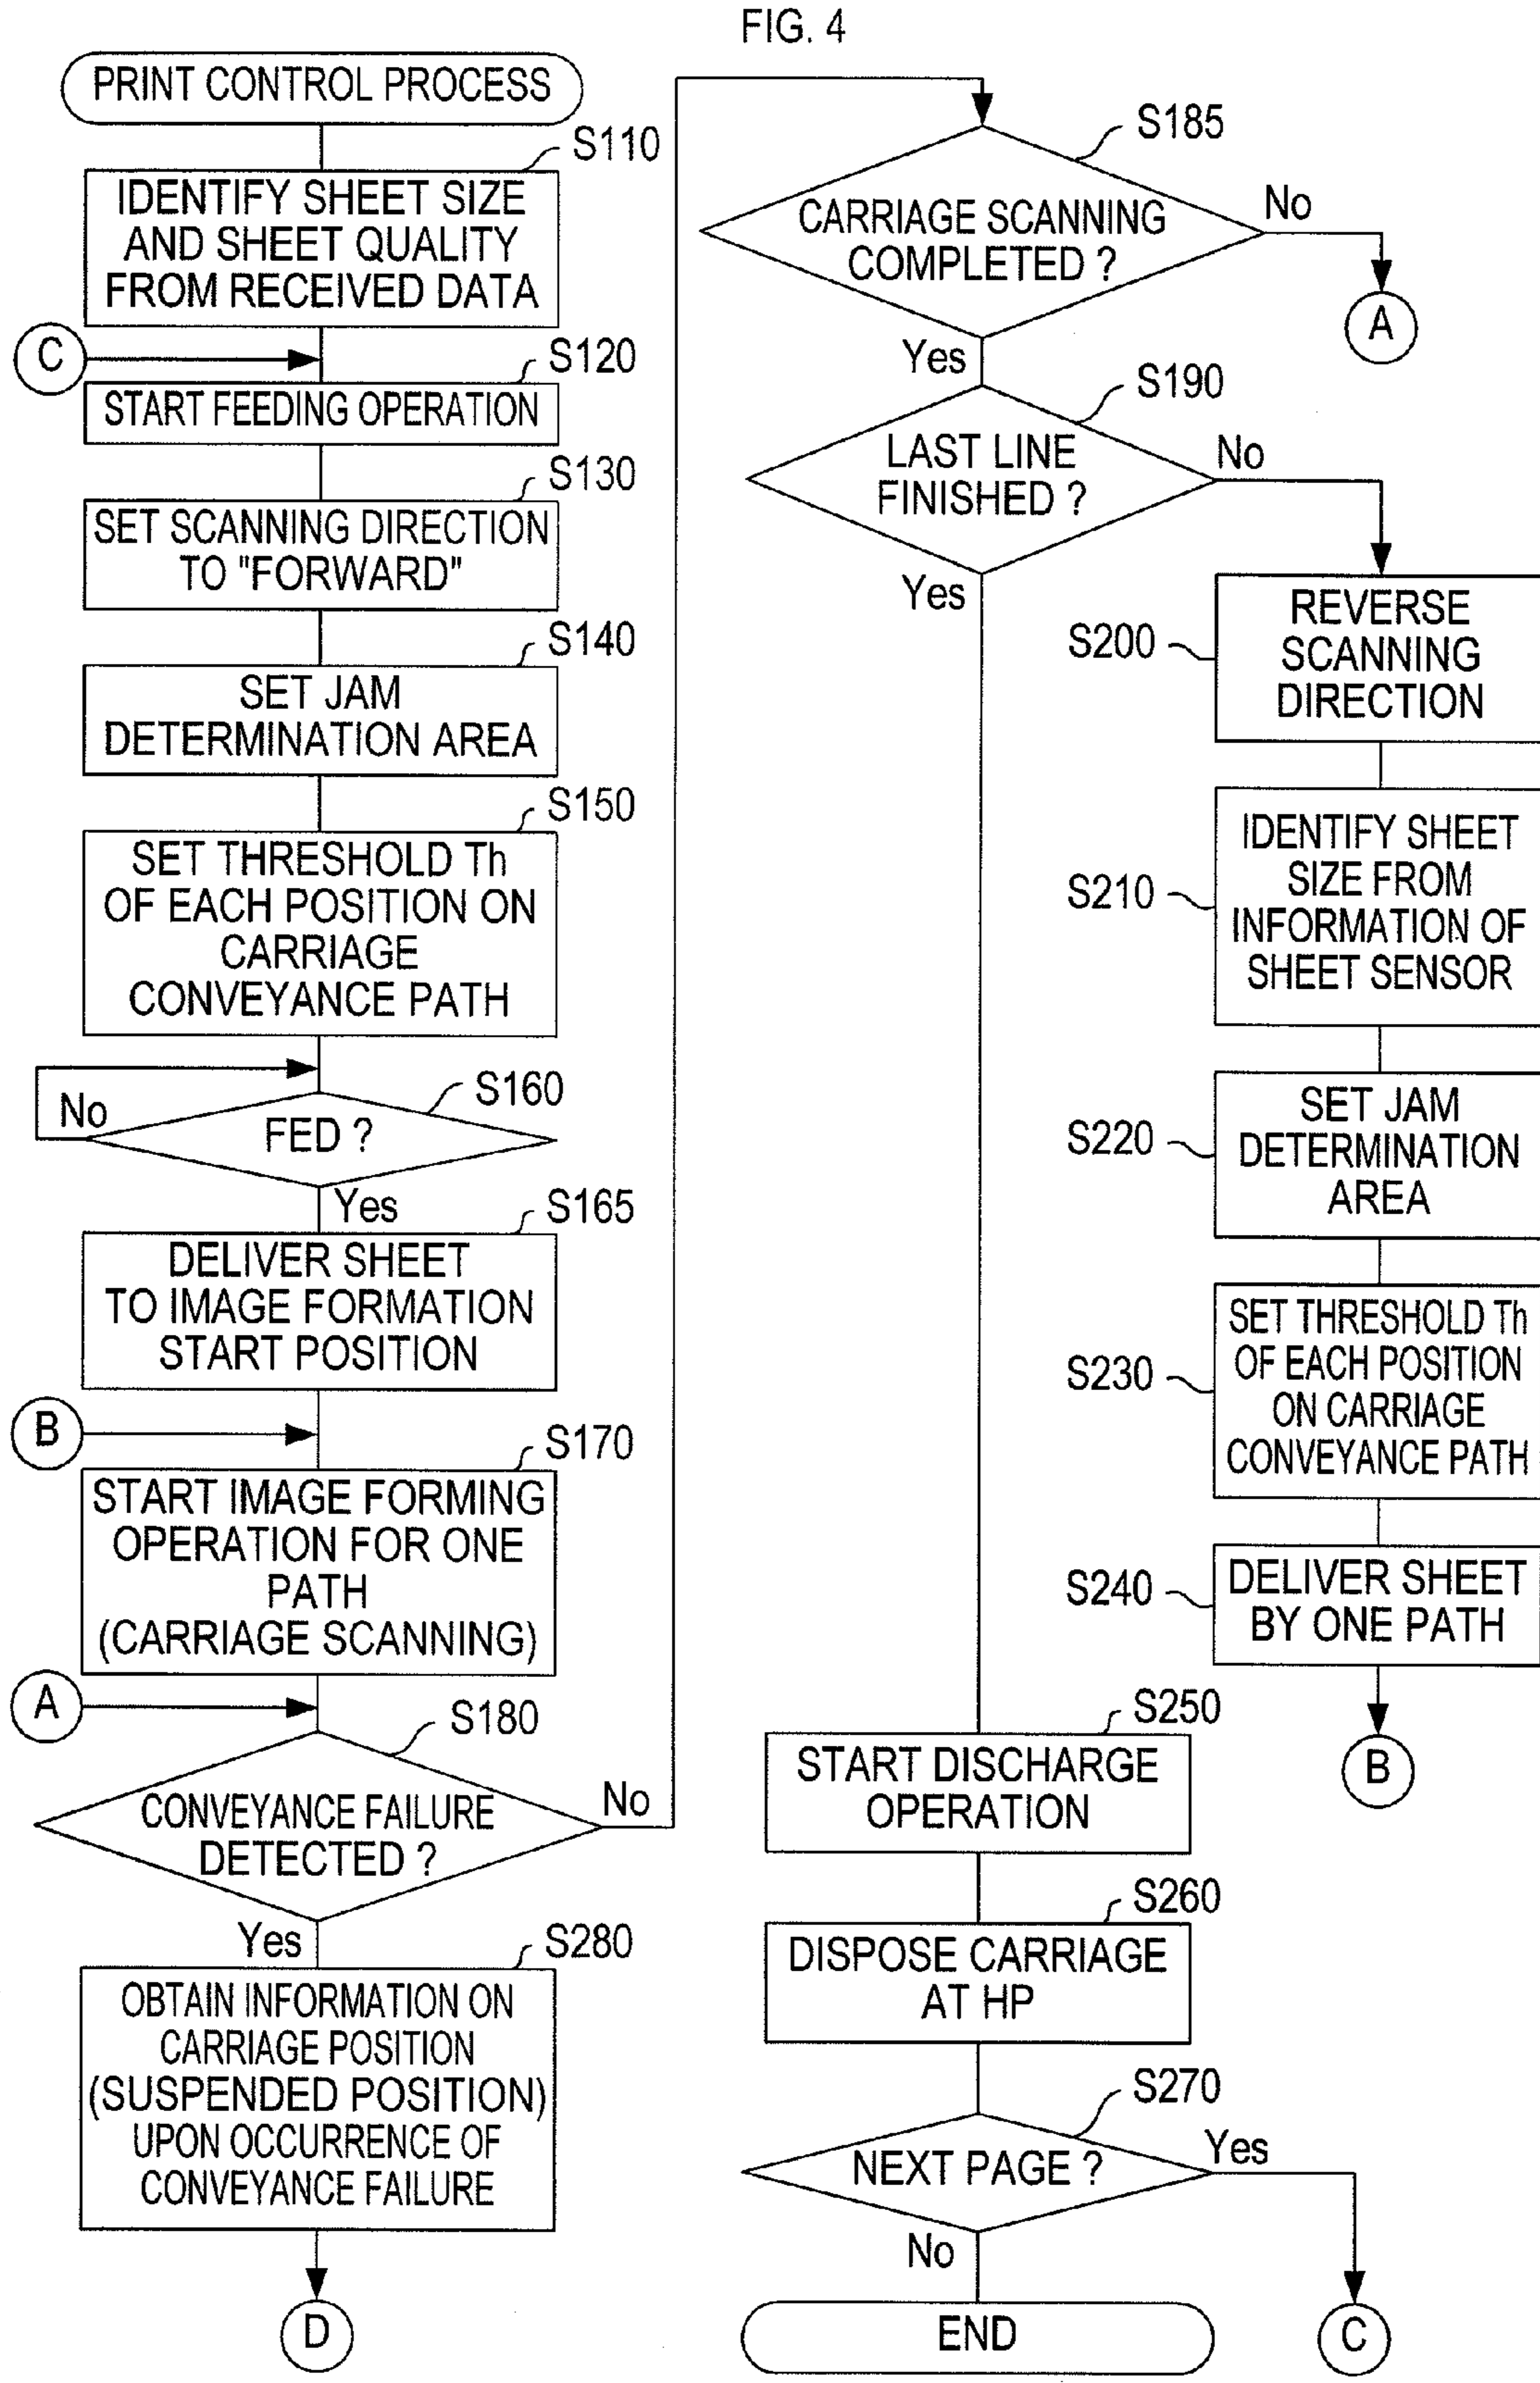 FIG. 4
PRINT CONTROL PROCESS
S110
IDENTIFY SHEET SIZE
AND SHEET QUALITY
FROM RECEIVED DATA
C
S120
START FEEDING OPERATION
S130
SET SCANNING DIRECTION
TO "FORWARD"
S140
SET JAM
DETERMINATION AREA
S150
SET THRESHOLD Th
OF EACH POSITION ON
CARRIAGE
CONVEYANCE PATH
S160
No
FED ?
Yes
S165
DELIVER SHEET
TO IMAGE FORMATION
START POSITION
B
S170
START IMAGE FORMING
OPERATION FOR ONE
PATH
(CARRIAGE SCANNING)
A
S180
CONVEYANCE FAILURE
DETECTED ?
No
Yes
S280
OBTAIN INFORMATION ON
CARRIAGE POSITION
(SUSPENDED POSITION)
UPON OCCURRENCE OF
CONVEYANCE FAILURE
D
S185
CARRIAGE SCANNING
COMPLETED ?
No
A
Yes
S190
LAST LINE
FINISHED ?
No
Yes
S200
REVERSE
SCANNING
DIRECTION
S210
IDENTIFY SHEET
SIZE FROM
INFORMATION OF
SHEET SENSOR
S220
SET JAM
DETERMINATION
AREA
S230
SET THRESHOLD Th
OF EACH POSITION
ON CARRIAGE
CONVEYANCE PATH
S240
DELIVER SHEET
BY ONE PATH
B
S250
START DISCHARGE
OPERATION
S260
DISPOSE CARRIAGE
AT HP
S270
NEXT PAGE ?
Yes
No
END
C